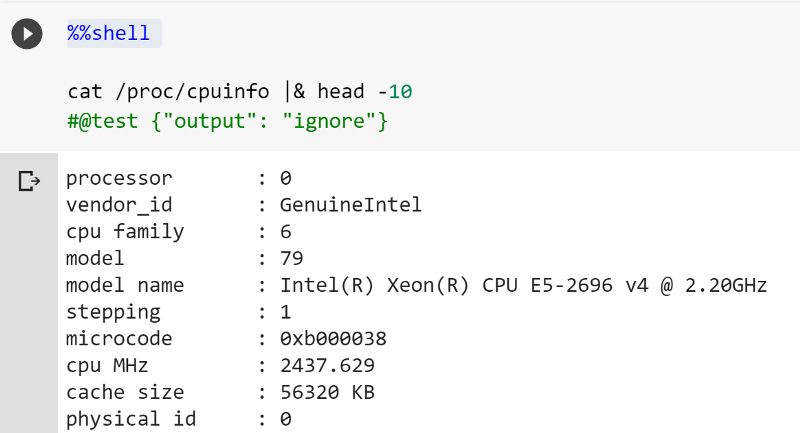 %%shell
cat /proc/cpuinfo |& head -10
#@test {"output": "ignore"}
processor       : 0
vendor_id       : GenuineIntel
cpu family      : 6
model           : 79
model name      : Intel(R) Xeon(R) CPU E5-2696 v4 @ 2.20GHz
stepping        : 1
microcode       : 0xb000038
cpu MHz         : 2437.629
cache size      : 56320 KB
physical id     : 0